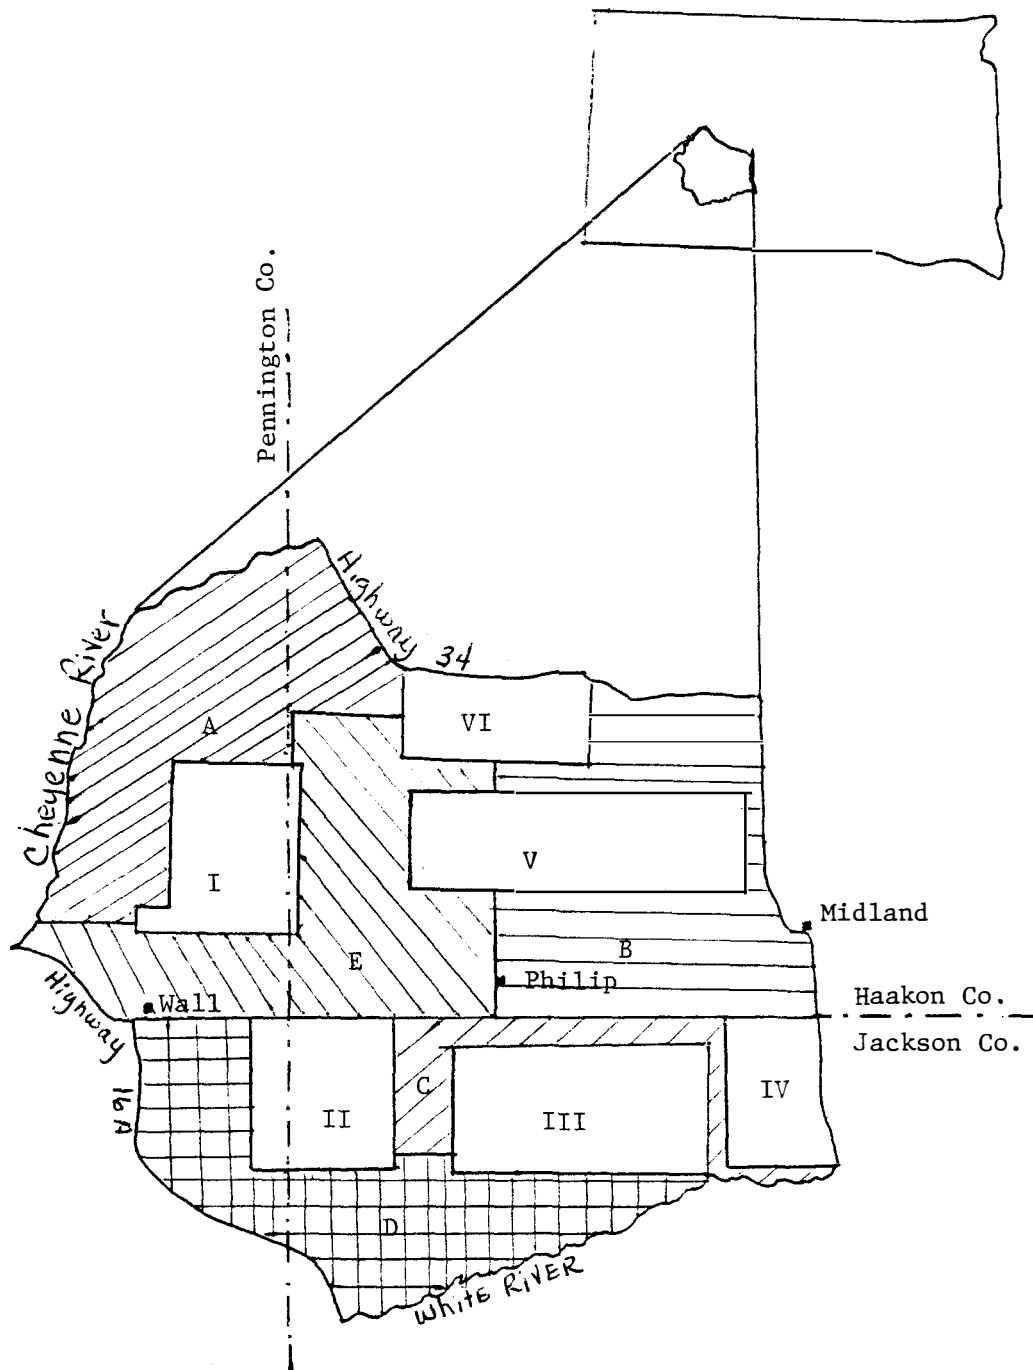 Pennington Co.
Highway 34
Cheyenne River
A
VI
I
V
Midland
E
B
Philip
Highway
16A
Wall
Haakon Co.
Jackson Co.
C
II
III
IV
D
WhitE RiVER